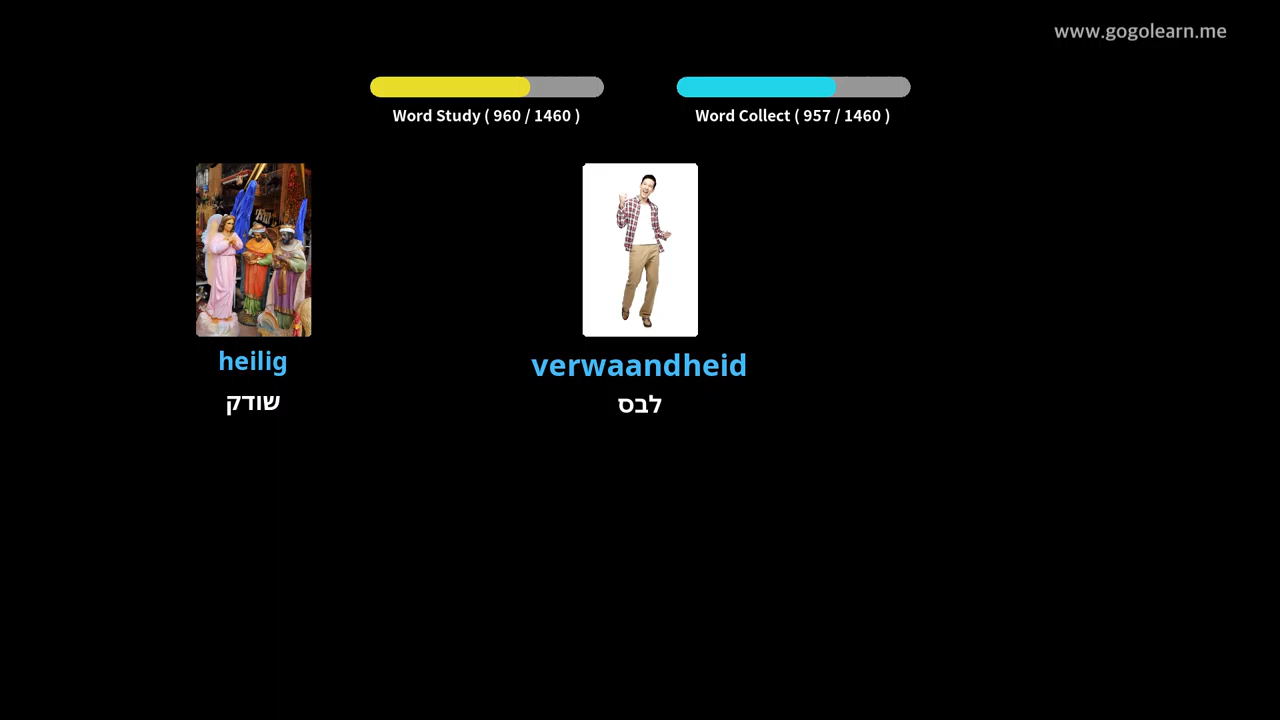 www.gogolearn.me
Word Study ( 960 / 1460 )
Word Collect ( 957 / 1460 )
heilig
שודק
verwaandheid
לבס